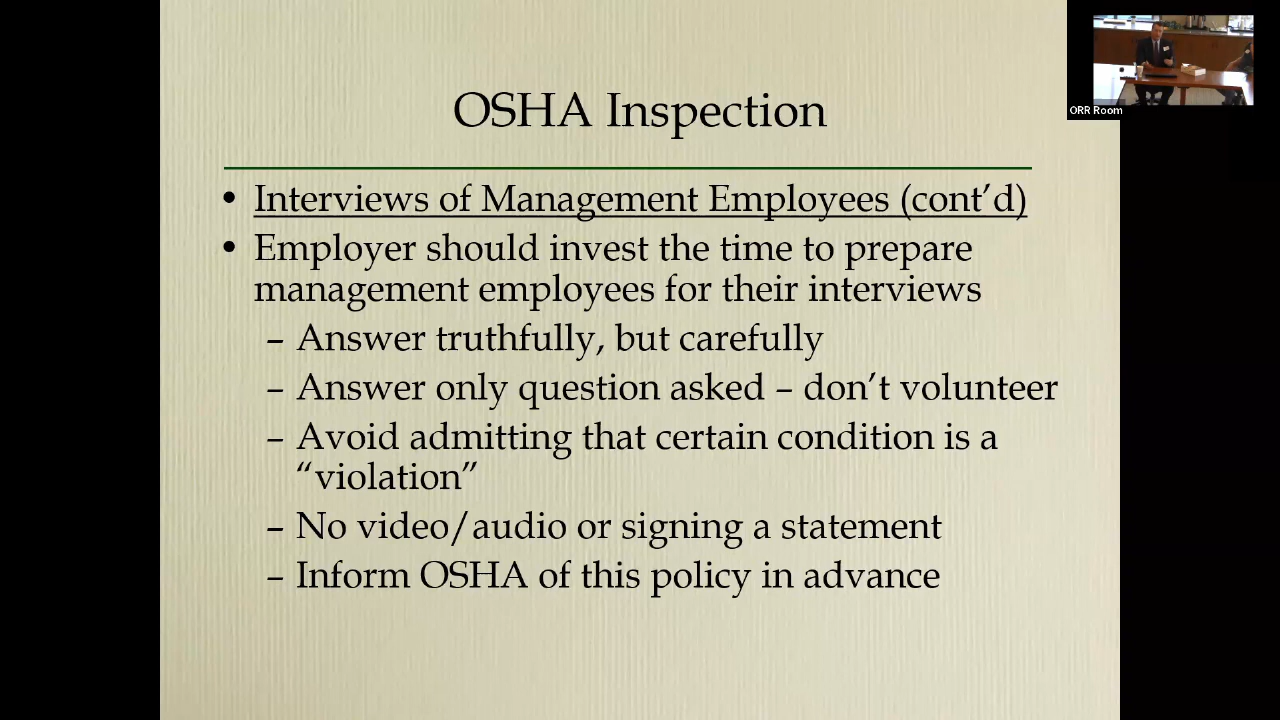 OSHA Inspection
• Interviews of Management Employees (cont’d)
• Employer should invest the time to prepare
management employees for their interviews
– Answer truthfully, but carefully
– Answer only question asked – don’t volunteer
– Avoid admitting that certain condition is a
“violation”
– No video/audio or signing a statement
– Inform OSHA of this policy in advance
ORR Room